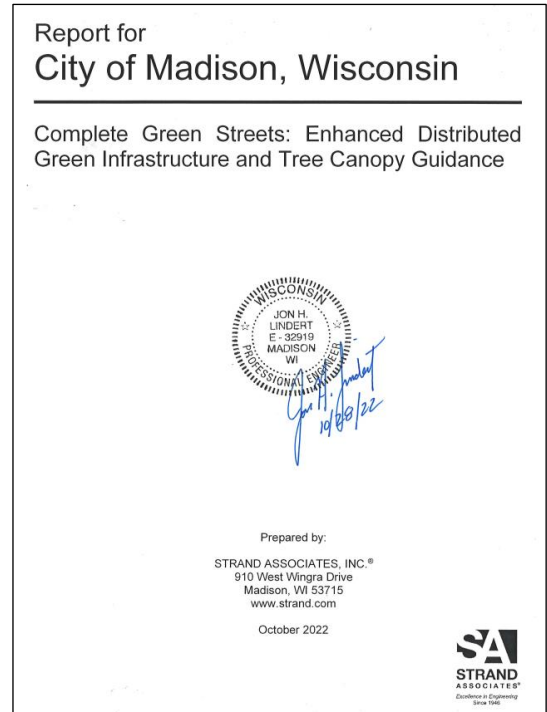 Report for
City of Madison, Wisconsin
Complete Green Streets: Enhanced Distributed
Green Infrastructure and Tree Canopy Guidance
WISCONSIN
JON H.
LINDERT
E - 32919
MADISON
WI
PROFESSIONAL ENGINEER
Jon H. Lindert
10/28/22
Prepared by:
STRAND ASSOCIATES, INC.®
910 West Wingra Drive
Madison, WI 53715
www.strand.com
October 2022
SA
STRAND
ASSOCIATES®
Excellence in Engineering
Since 1946